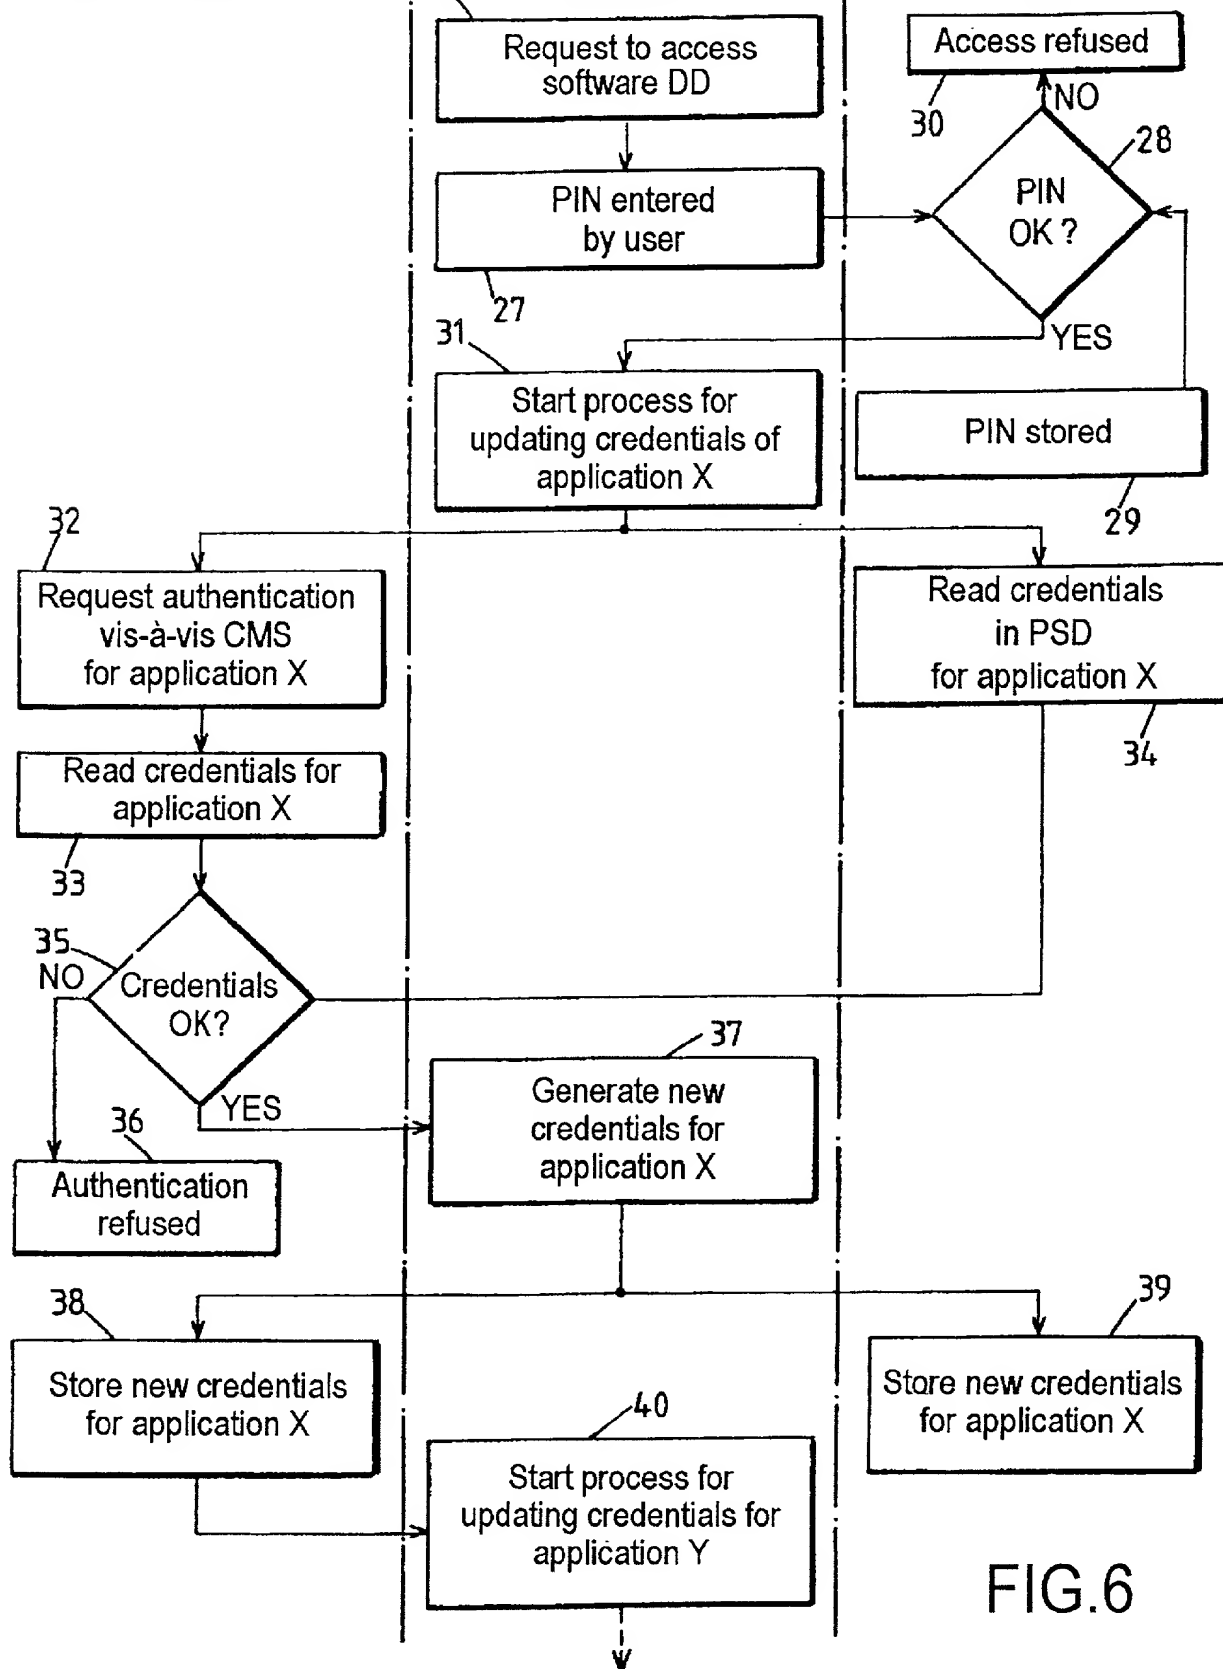 Request to access
software DD
Access refused
30
NO
28
PIN
OK ?
PIN entered
by user
27
YES
31
Start process for
updating credentials of
application X
PIN stored
29
32
Request authentication
vis-à-vis CMS
for application X
Read credentials
in PSD
for application X
34
Read credentials for
application X
33
35
NO
Credentials
OK?
YES
37
Generate new
credentials for
application X
36
Authentication
refused
38
Store new credentials
for application X
39
Store new credentials
for application X
40
Start process for
updating credentials for
application Y
FIG.6